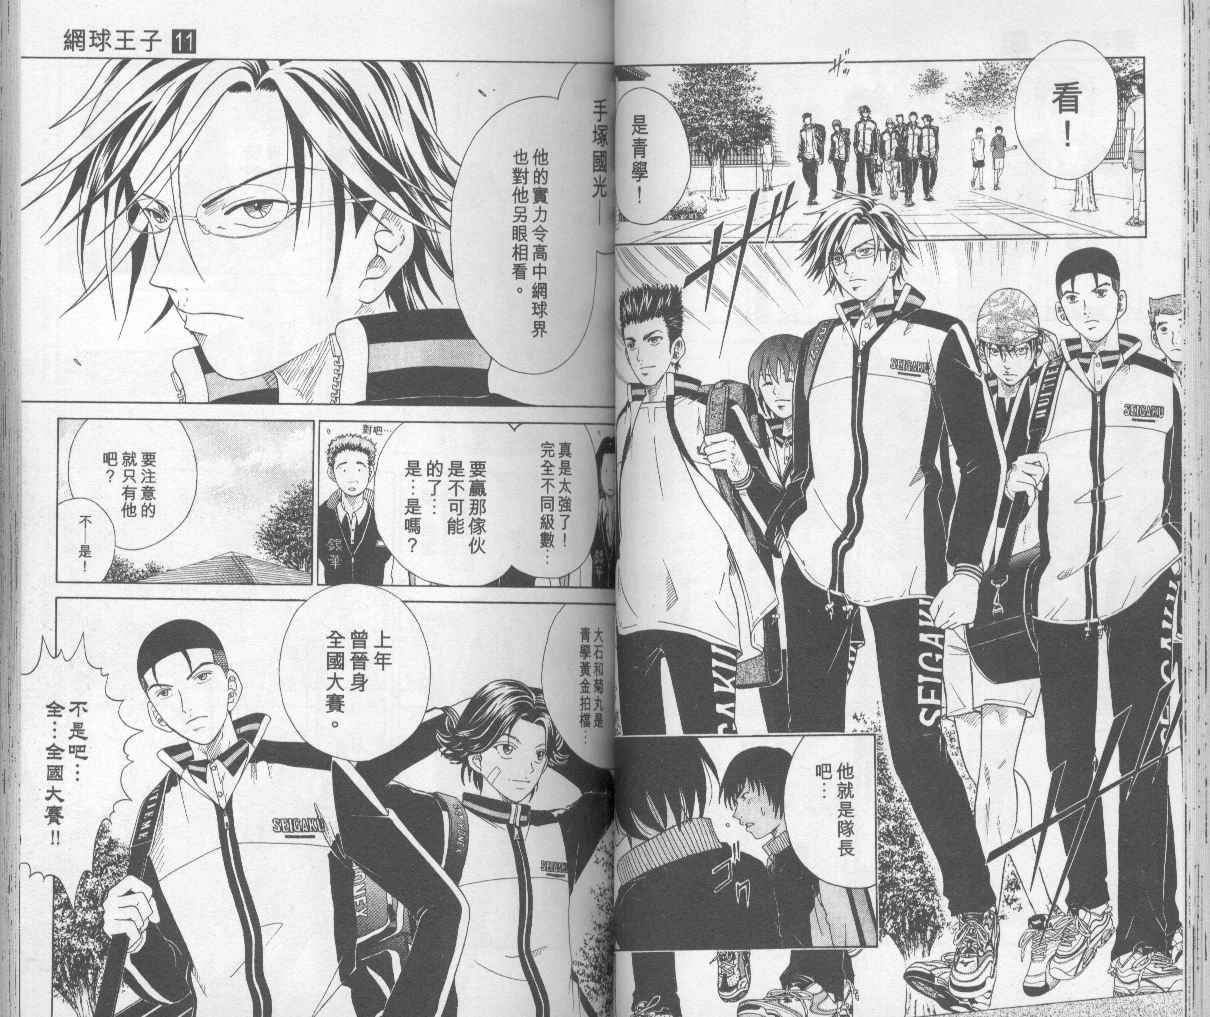 網球王子 11
看！
是青學！
SEIGAKU
SEIGAKU
SEIGAKU
他就是隊長
吧…
手塚國光—
他的實力令高中網球界
也對他另眼相看。
真是太強了！
完全不同級數…
要贏那傢伙
是不可能
的了…
是…是嗎？
對吧…
要注意的
就只有他
吧？
不—是！
大石和菊丸是
青學黃金拍檔…
上年
曾晉身
全國大賽。
不是吧…
全…全國大賽!!
SEIGAKU
SEIGAKU